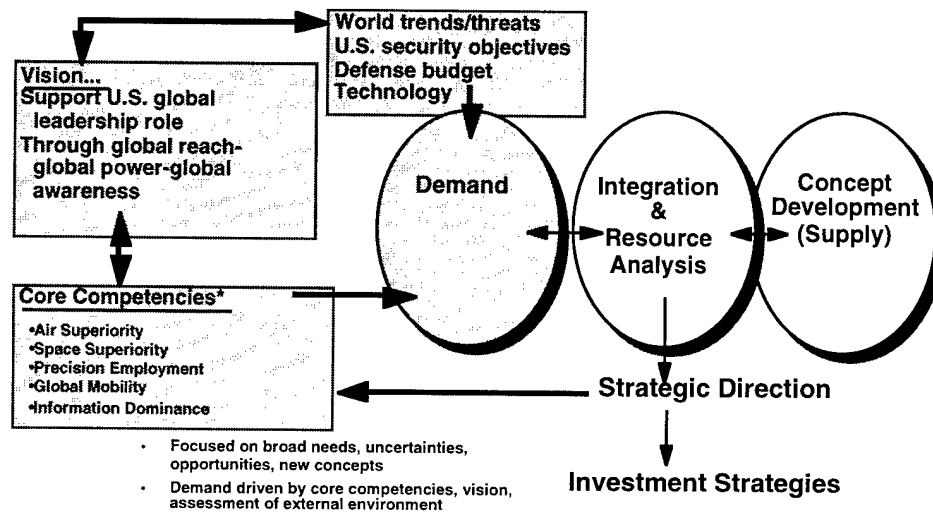 World trends/threats
U.S. security objectives
Defense budget
Technology
Vision...
Support U.S. global
leadership role
Through global reach-
global power-global
awareness
Demand
Integration
&
Resource
Analysis
Concept
Development
(Supply)
Core Competencies*
•Air Superiority
•Space Superiority
•Precision Employment
•Global Mobility
•Information Dominance
Strategic Direction
• Focused on broad needs, uncertainties,
opportunities, new concepts
• Demand driven by core competencies, vision,
assessment of external environment
Investment Strategies